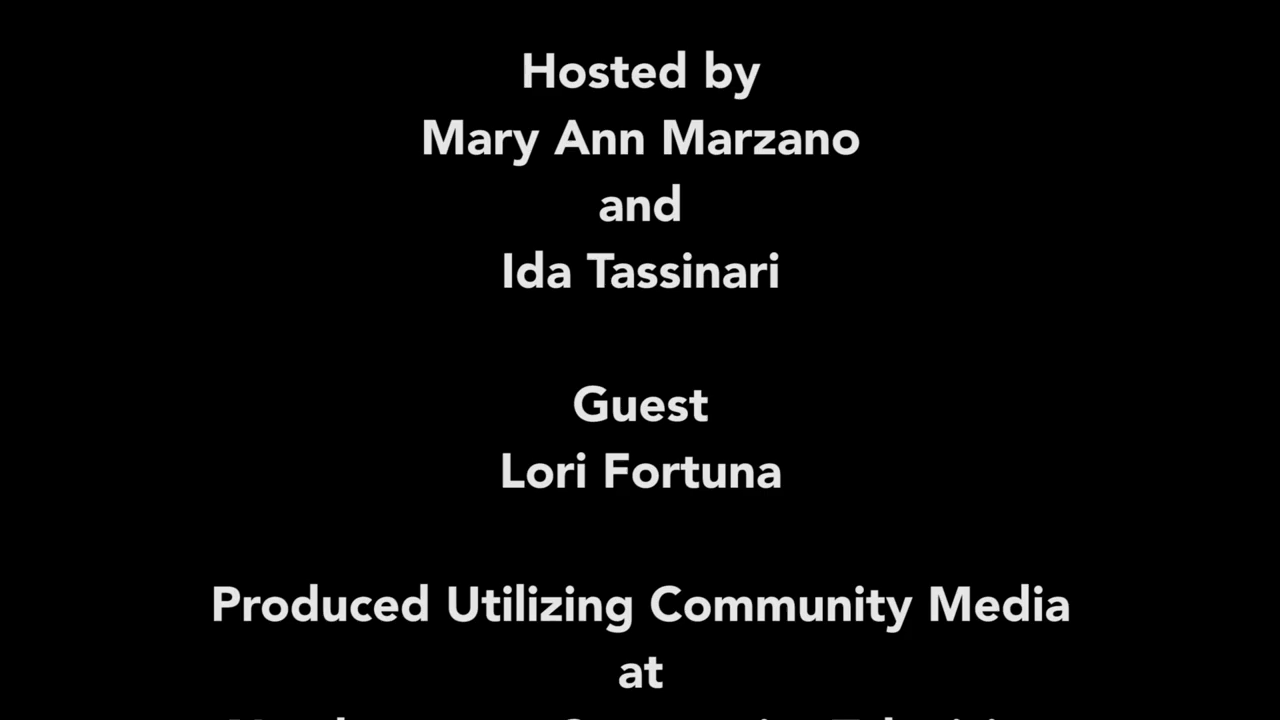 Hosted by
Mary Ann Marzano
and
Ida Tassinari
Guest
Lori Fortuna
Produced Utilizing Community Media
at